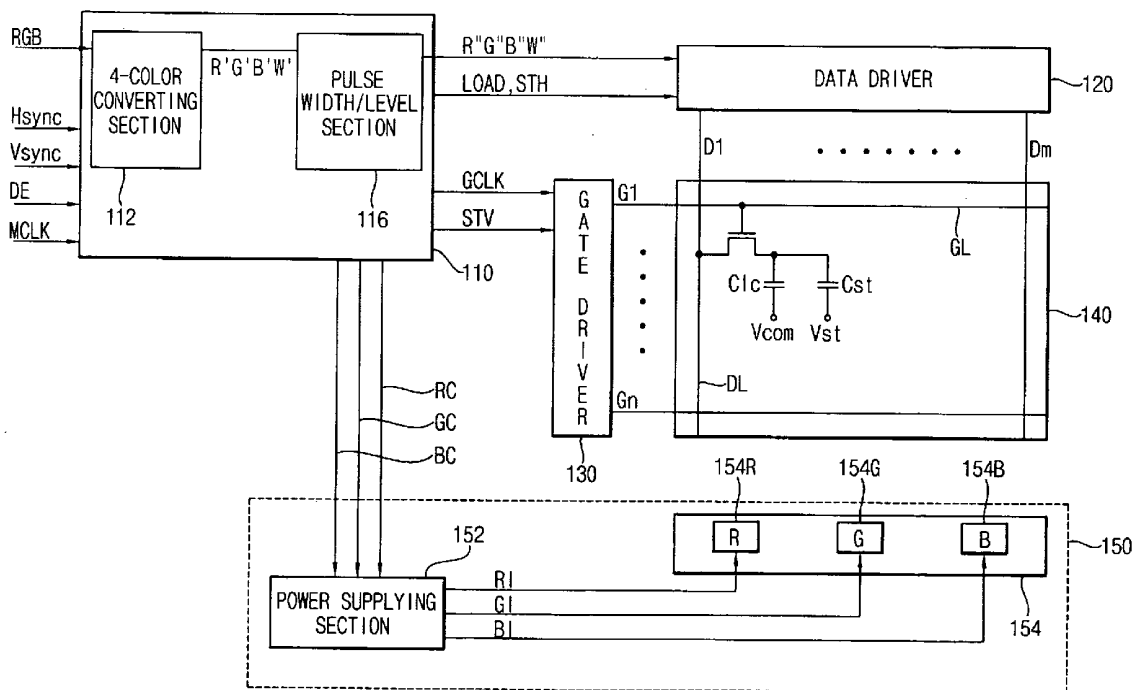 RGB
Hsync
Vsync
DE
MCLK
4-COLOR
CONVERTING
SECTION
112
R'G'B'W'
PULSE
WIDTH/LEVEL
SECTION
116
110
R"G"B"W"
LOAD,STH
GCLK
STV
DATA DRIVER
120
D1
Dm
GATE DRIVER
130
G1
Gn
GL
Clc
Cst
Vcom
Vst
DL
140
RC
GC
BC
152
POWER SUPPLYING
SECTION
RI
GI
BI
154R
154G
154B
R
G
B
154
150